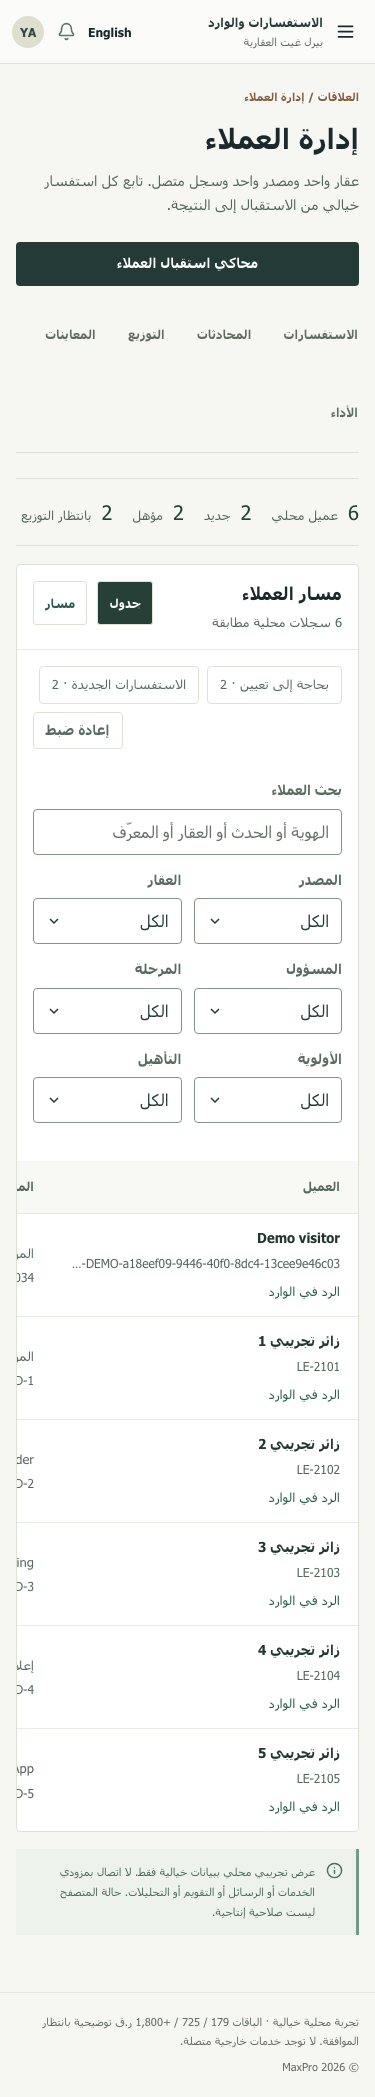 الاستفسارات والوارد
بيرل غيت العقارية
English
YA
العلاقات / إدارة العملاء
إدارة العملاء
عقار واحد ومصدر واحد وسجل متصل. تابع كل استفسار
خيالي من الاستقبال إلى النتيجة.
محاكي استقبال العملاء
الاستفسارات المحادثات التوزيع المعاينات
الأداء
6 عميل محلي 2 جديد 2 مؤهل 2 بانتظار التوزيع
مسار العملاء
6 سجلات محلية مطابقة
جدول
مسار
بحاجة إلى تعيين · 2
الاستفسارات الجديدة · 2
إعادة ضبط
بحث العملاء
الهوية أو الحدث أو العقار أو المعرّف
المصدر العقار
الكل الكل
المسؤول المرحلة
الكل الكل
الأولوية التأهيل
الكل الكل
العميل
Demo visitor
...-DEMO-a18eef09-9446-40f0-8dc4-13cee9e46c03
034
الرد في الوارد
زائر تجريبي 1
LE-2101
D-1
الرد في الوارد
زائر تجريبي 2
der
LE-2102
D-2
الرد في الوارد
زائر تجريبي 3
ing
LE-2103
D-3
الرد في الوارد
زائر تجريبي 4
LE-2104
D-4
الرد في الوارد
زائر تجريبي 5
App
LE-2105
D-5
الرد في الوارد
عرض تجريبي محلي ببيانات خيالية فقط. لا اتصال بمزودي
الخدمات أو الرسائل أو التقويم أو التحليلات. حالة المتصفح
ليست صلاحية إنتاجية.
تجربة محلية خيالية · الباقات 179 / 725 / +1,800 ر.ق توضيحية بانتظار
الموافقة. لا توجد خدمات خارجية متصلة.
© 2026 MaxPro